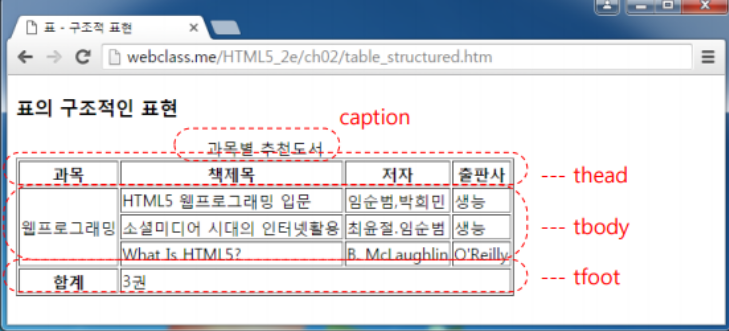 표 - 구조적 표현
webclass.me/HTML5_2e/ch02/table_structured.htm
표의 구조적인 표현
caption
과목별 추천도서
과목 책제목 저자 출판사 --- thead
웹프로그래밍 HTML5 웹프로그래밍 입문 임순범,박희민 생능
소셜미디어 시대의 인터넷활용 최윤절,임순범 생능 --- tbody
What Is HTML5? B. McLaughlin O'Reilly
합계 3권 --- tfoot